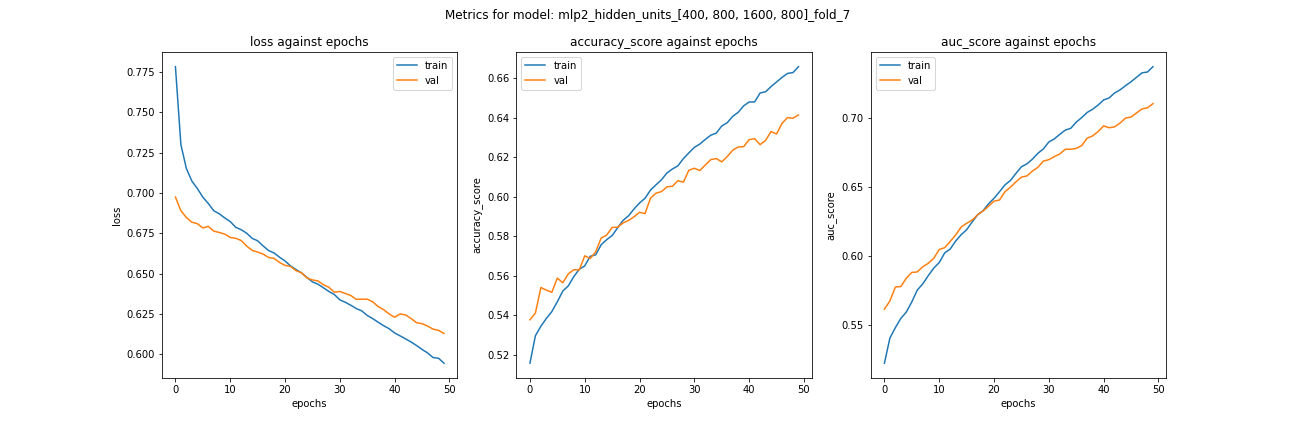 Metrics for model: mlp2_hidden_units_[400, 800, 1600, 800]_fold_7
loss against epochs
train
val
0.775
0.750
0.725
0.700
0.675
0.650
0.625
0.600
loss
0
10
20
30
40
50
epochs
accuracy_score against epochs
train
val
0.66
0.64
0.62
0.60
0.58
0.56
0.54
0.52
accuracy_score
0
10
20
30
40
50
epochs
auc_score against epochs
train
val
0.70
0.65
0.60
0.55
auc_score
0
10
20
30
40
50
epochs